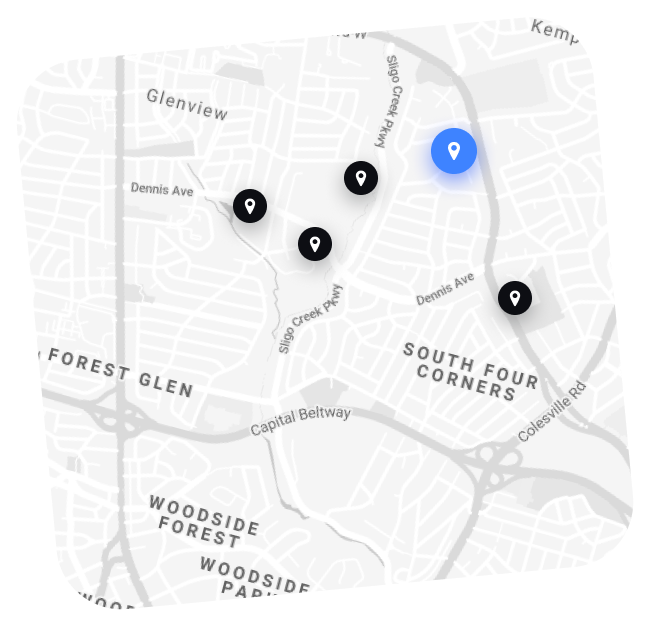 Kemp
Sligo Creek Pkwy
Glenview
Dennis Ave
Dennis Ave
Sligo Creek Pkwy
SOUTH FOUR
CORNERS
FOREST GLEN
Colesville Rd
Capital Beltway
WOODSIDE
FOREST
WOODSIDE
PARK